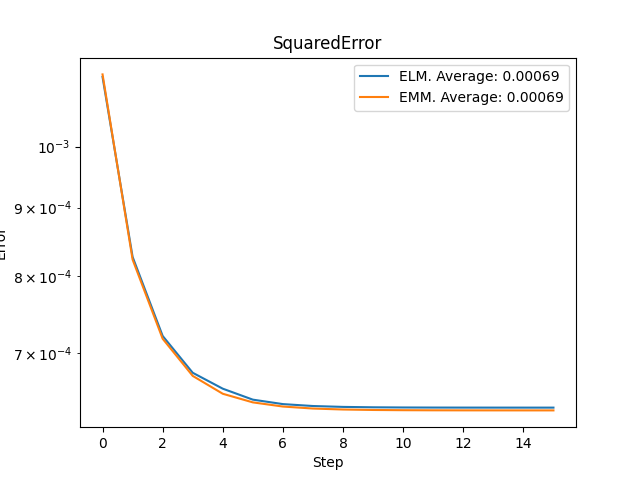 SquaredError
ELM. Average: 0.00069
EMM. Average: 0.00069
10⁻³
9 × 10⁻⁴
8 × 10⁻⁴
7 × 10⁻⁴
Error
0 2 4 6 8 10 12 14
Step